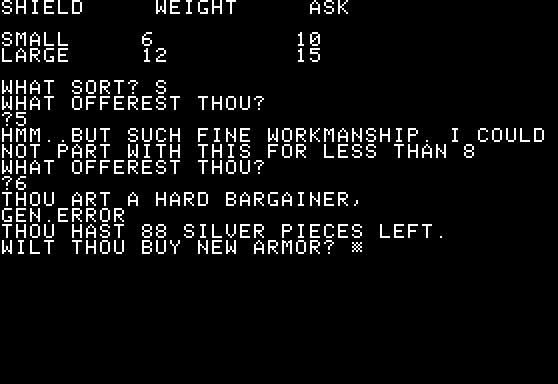 SHIELD WEIGHT ASK
SMALL 6 10
LARGE 12 15
WHAT SORT? S
WHAT OFFEREST THOU?
?5
HMM..BUT SUCH FINE WORKMANSHIP. I COULD
NOT PART WITH THIS FOR LESS THAN 8
WHAT OFFEREST THOU?
?6
THOU ART A HARD BARGAINER,
GEN.ERROR
THOU HAST 88 SILVER PIECES LEFT.
WILT THOU BUY NEW ARMOR?